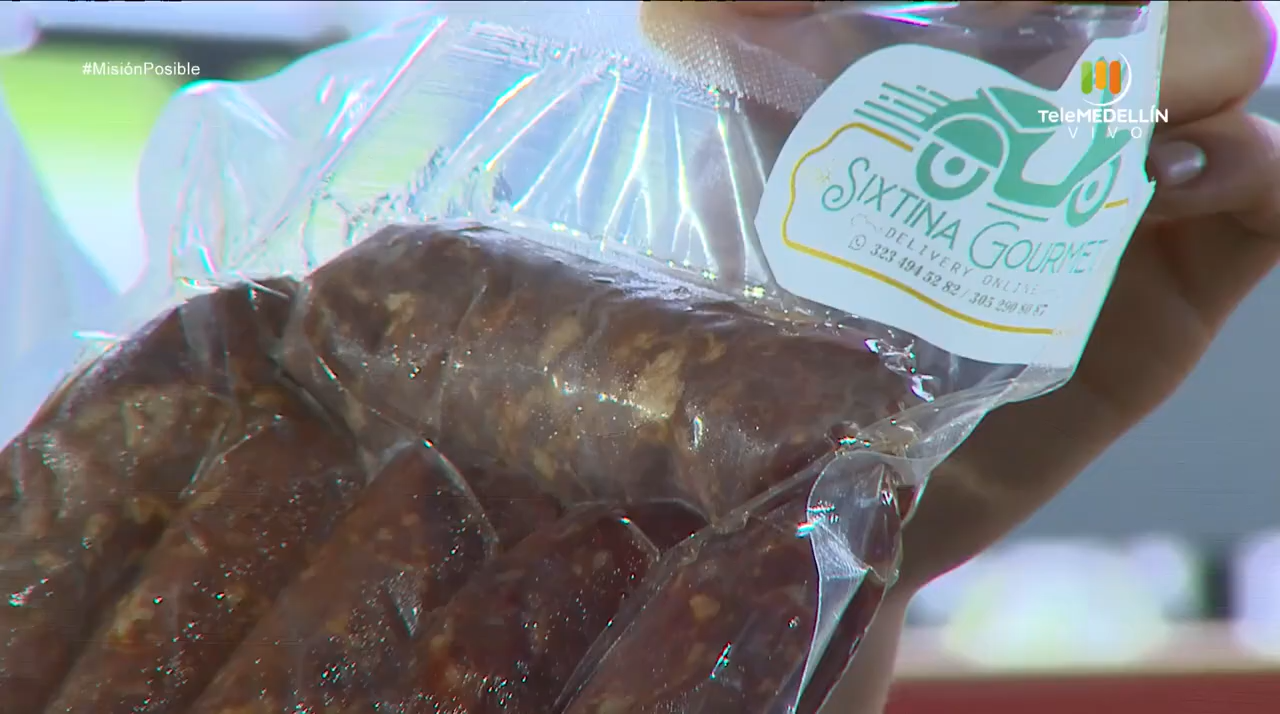 #MisiónPosible
TeleMEDELLÍN
VIVO
SIXTINA GOURMET
DELIVERY ONLINE
323 494 52 82 / 305 290 80 87